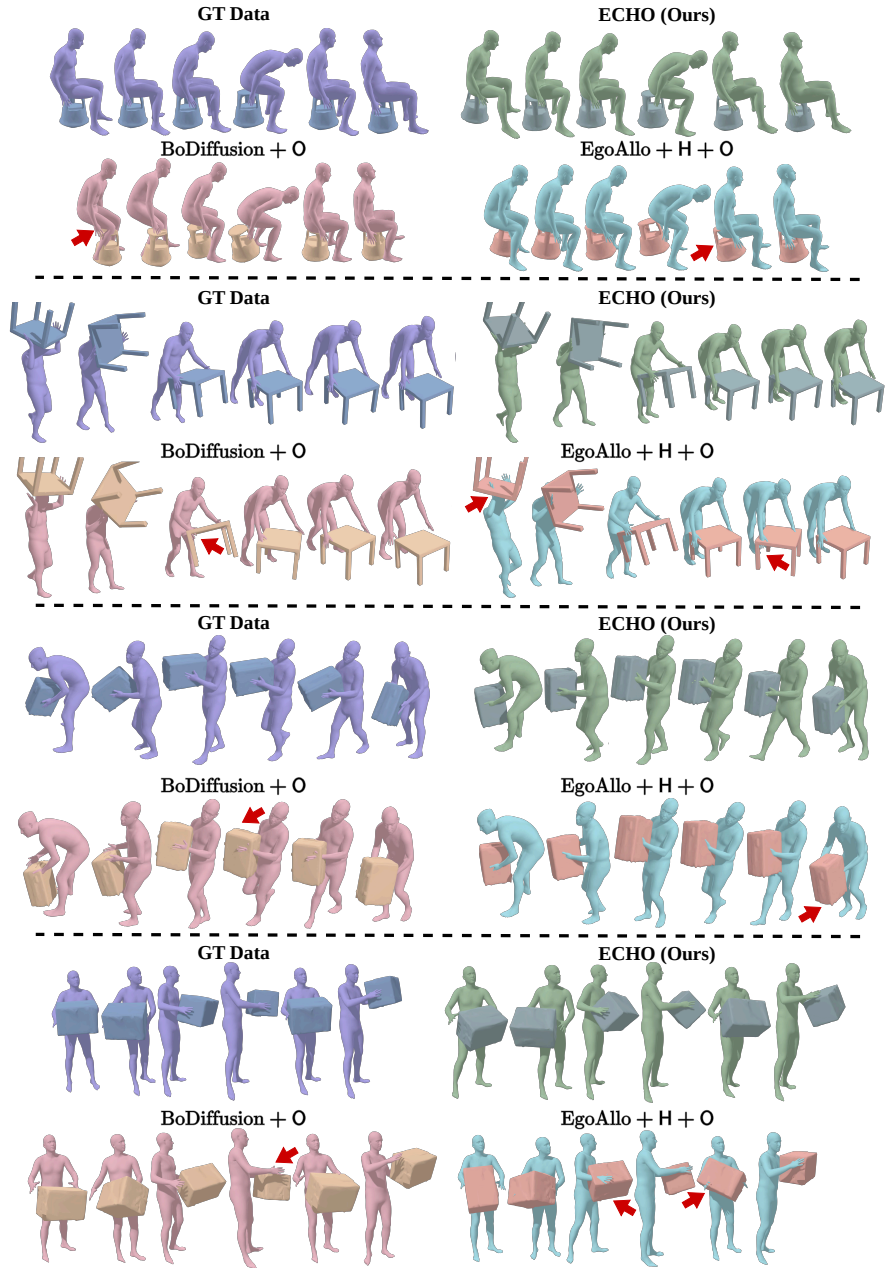 GT Data
ECHO (Ours)
BoDiffusion + O
EgoAllo + H + O
GT Data
ECHO (Ours)
BoDiffusion + O
EgoAllo + H + O
GT Data
ECHO (Ours)
BoDiffusion + O
EgoAllo + H + O
GT Data
ECHO (Ours)
BoDiffusion + O
EgoAllo + H + O